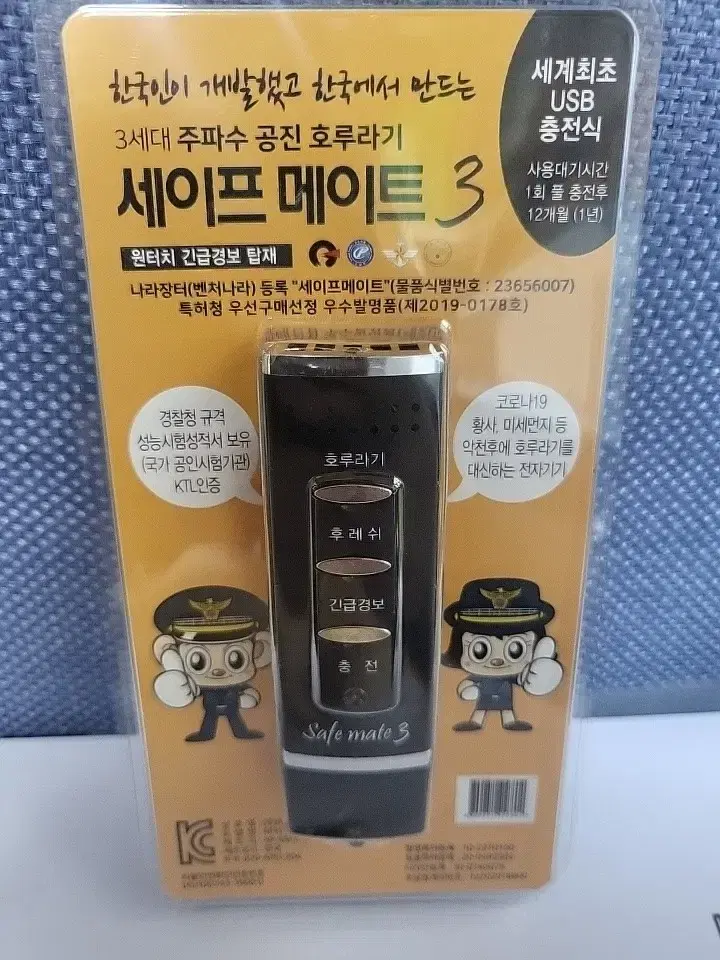 한국인이 개발했고 한국에서 만드는
3세대 주파수 공진 호루라기
세이프 메이트 3
원터치 긴급경보 탑재
세계최초
USB
충전식
사용대기시간
1회 풀 충전후
12개월 (1년)
나라장터(벤처나라) 등록 "세이프메이트"(물품식별번호 : 23656007)
특허청 우선구매선정 우수발명품(제2019-0178호)
경찰청 규격
성능시험성적서 보유
(국가 공인시험기관)
KTL인증
코로나19
황사, 미세먼지 등
악천후에 호루라기를
대신하는 전자기기
호루라기
후레쉬
긴급경보
충 전
Safe mate 3